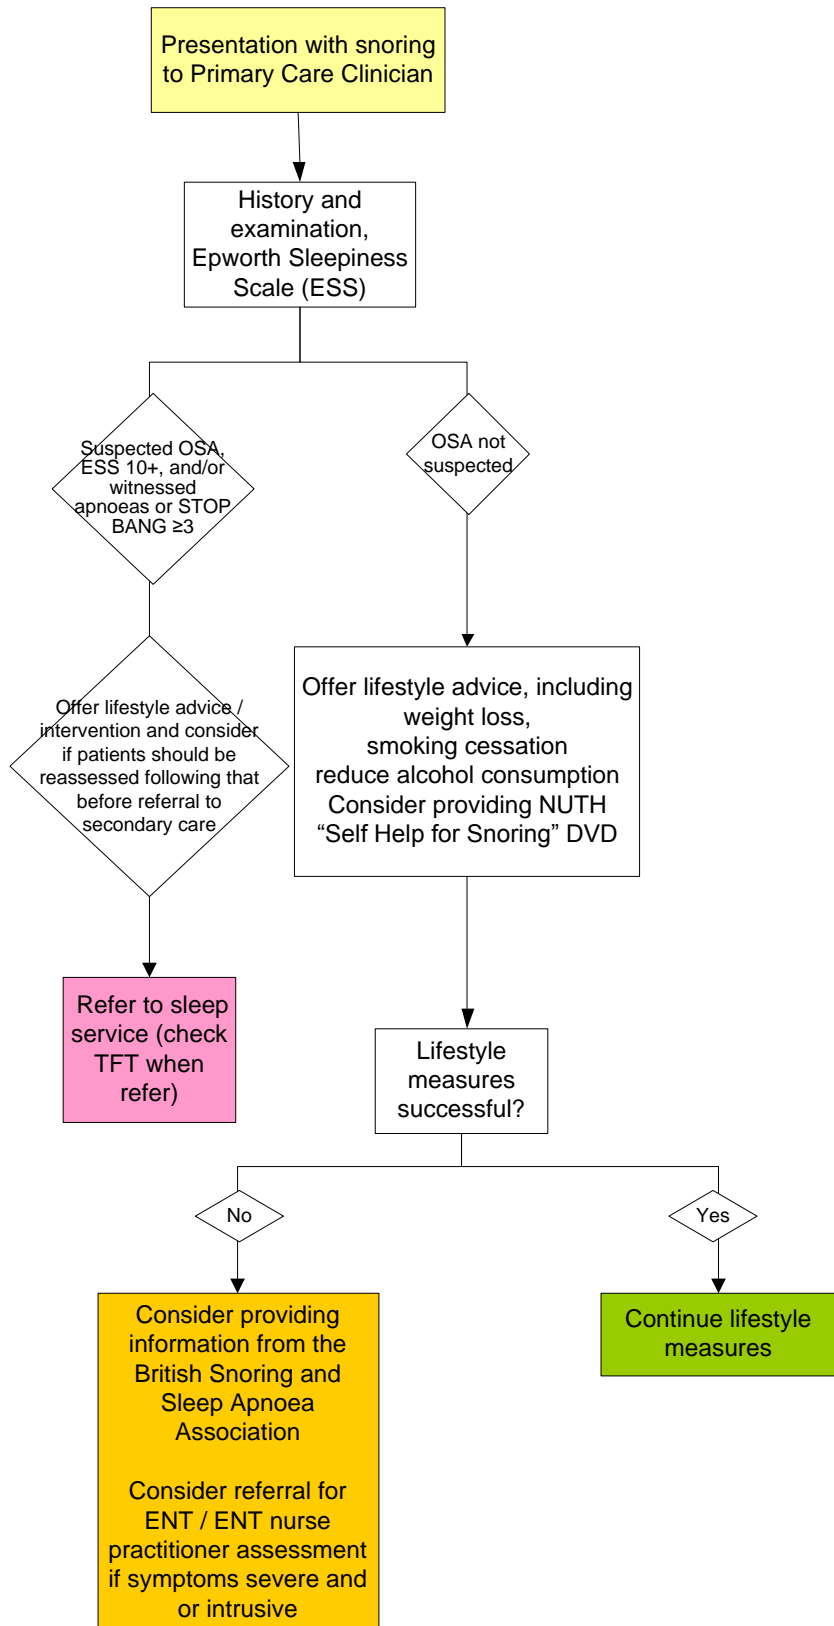 Presentation with snoring
to Primary Care Clinician
History and
examination,
Epworth Sleepiness
Scale (ESS)
Suspected OSA,
ESS 10+, and/or
witnessed
apnoeas or STOP
BANG ≥3
OSA not
suspected
Offer lifestyle advice /
intervention and consider
if patients should be
reassessed following that
before referral to
secondary care
Offer lifestyle advice, including
weight loss,
smoking cessation
reduce alcohol consumption
Consider providing NUTH
“Self Help for Snoring” DVD
Refer to sleep
service (check
TFT when
refer)
Lifestyle
measures
successful?
No
Yes
Consider providing
information from the
British Snoring and
Sleep Apnoea
Association
Consider referral for
ENT / ENT nurse
practitioner assessment
if symptoms severe and
or intrusive
Continue lifestyle
measures